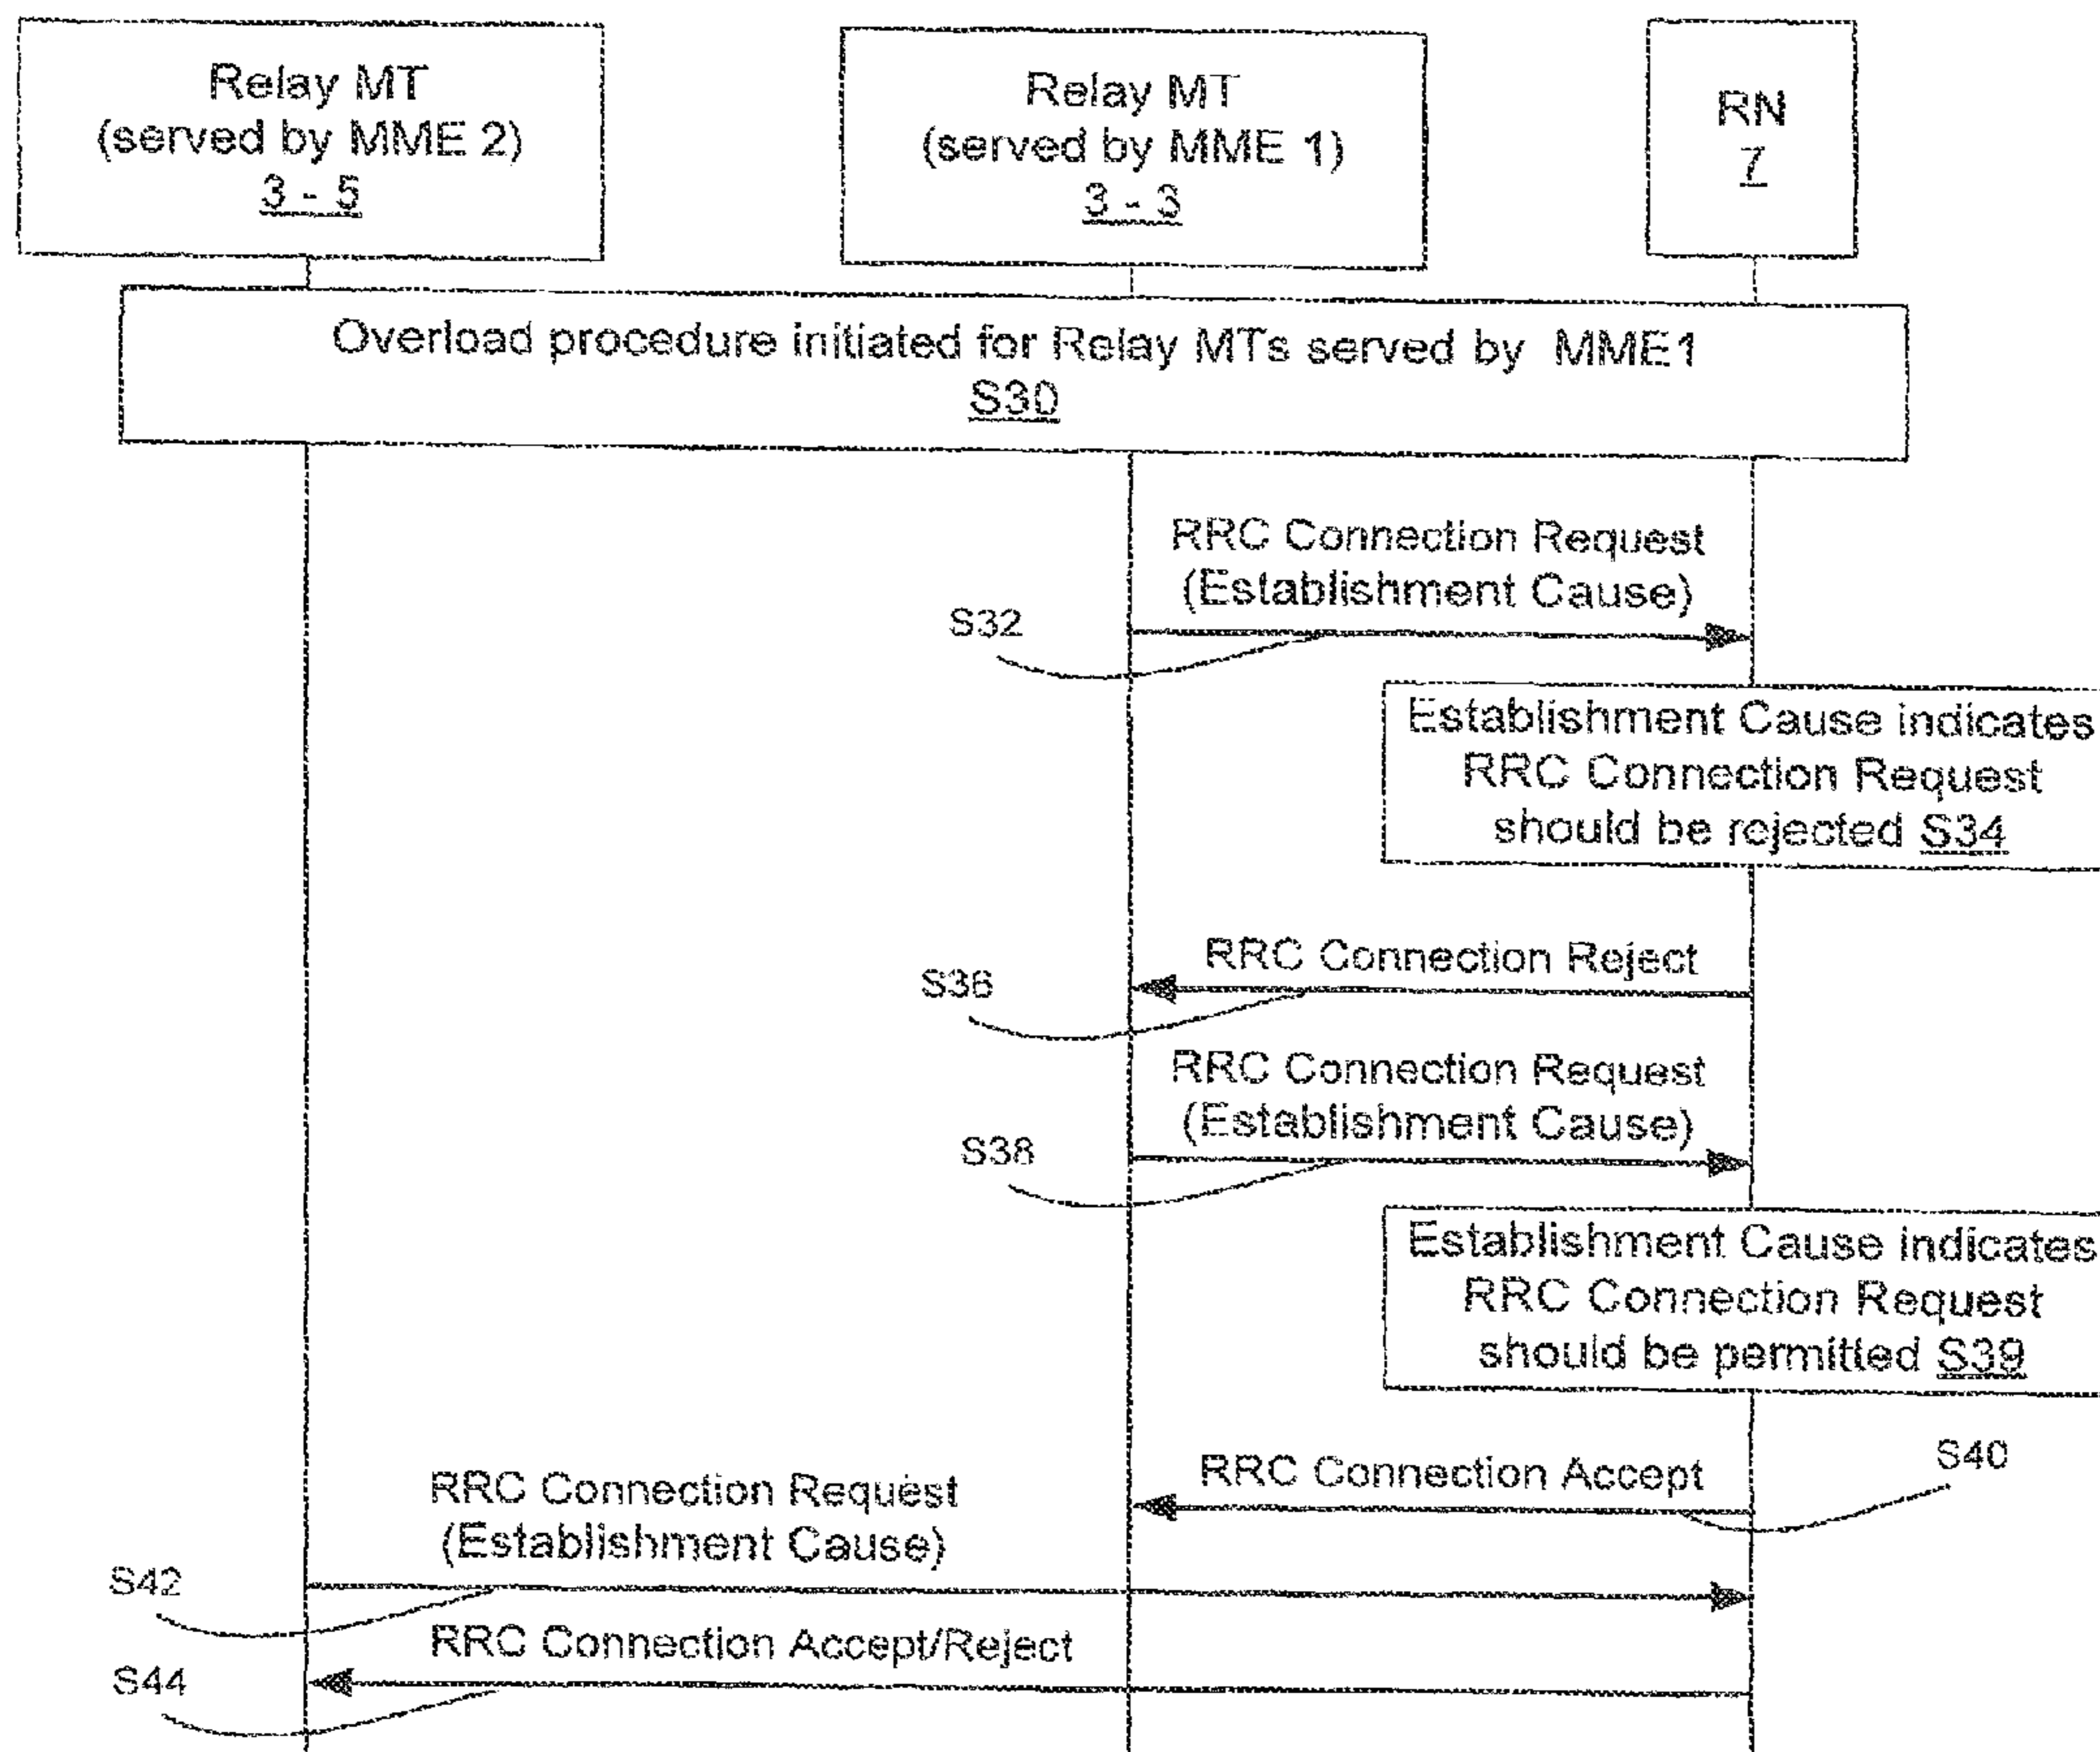 Relay MT
(served by MME 2)
3 - 5
Relay MT
(served by MME 1)
3 - 3
RN
7
Overload procedure initiated for Relay MTs served by MME1
S30
RRC Connection Request
(Establishment Cause)
S32
Establishment Cause indicates
RRC Connection Request
should be rejected S34
RRC Connection Reject
S36
RRC Connection Request
(Establishment Cause)
S38
Establishment Cause indicates
RRC Connection Request
should be permitted S39
RRC Connection Accept
S40
RRC Connection Request
(Establishment Cause)
S42
RRC Connection Accept/Reject
S44